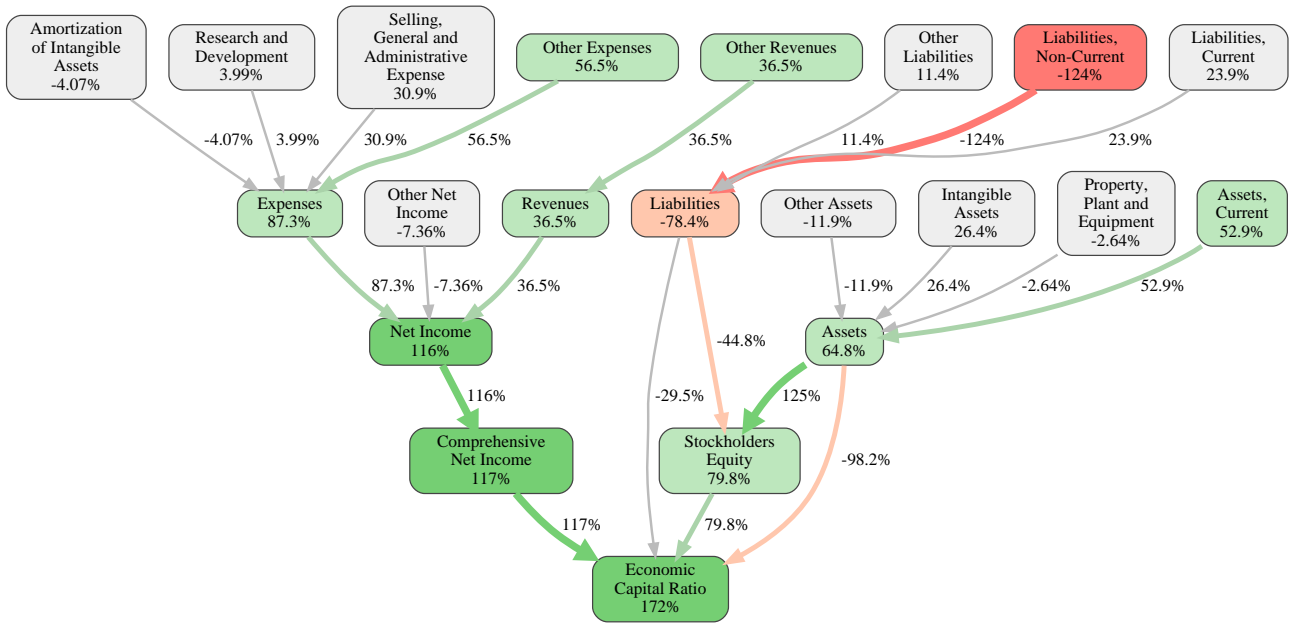 Amortization
of Intangible
Assets
-4.07%
Research and
Development
3.99%
Selling,
General and
Administrative
Expense
30.9%
Other Expenses
56.5%
Other Revenues
36.5%
Other
Liabilities
11.4%
Liabilities,
Non-Current
-124%
Liabilities,
Current
23.9%
-4.07%
3.99%
30.9%
56.5%
36.5%
11.4%
-124%
23.9%
Expenses
87.3%
Other Net
Income
-7.36%
Revenues
36.5%
Liabilities
-78.4%
Other Assets
-11.9%
Intangible
Assets
26.4%
Property,
Plant and
Equipment
-2.64%
Assets,
Current
52.9%
87.3%
-7.36%
36.5%
-11.9%
26.4%
-2.64%
52.9%
Net Income
116%
-44.8%
Assets
64.8%
116%
-29.5%
125%
Comprehensive
Net Income
117%
Stockholders
Equity
79.8%
-98.2%
117%
79.8%
Economic
Capital Ratio
172%